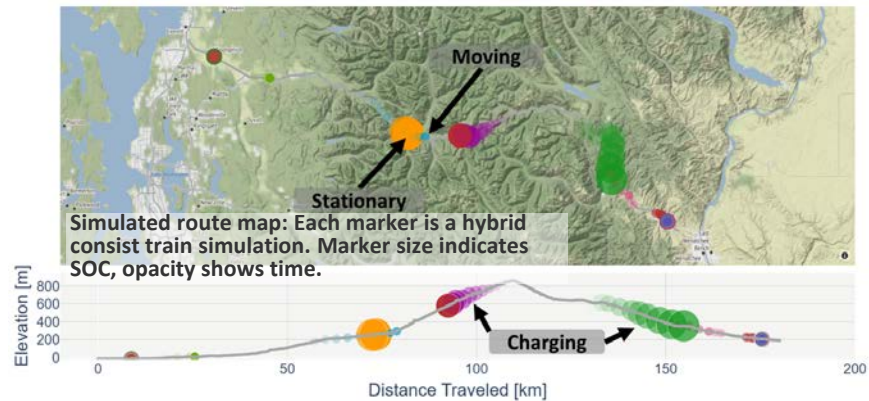 Moving
Stationary
Simulated route map: Each marker is a hybrid
consist train simulation. Marker size indicates
SOC, opacity shows time.
Elevation [m]
800
600
400
200
0
Charging
0
50
100
150
200
Distance Traveled [km]